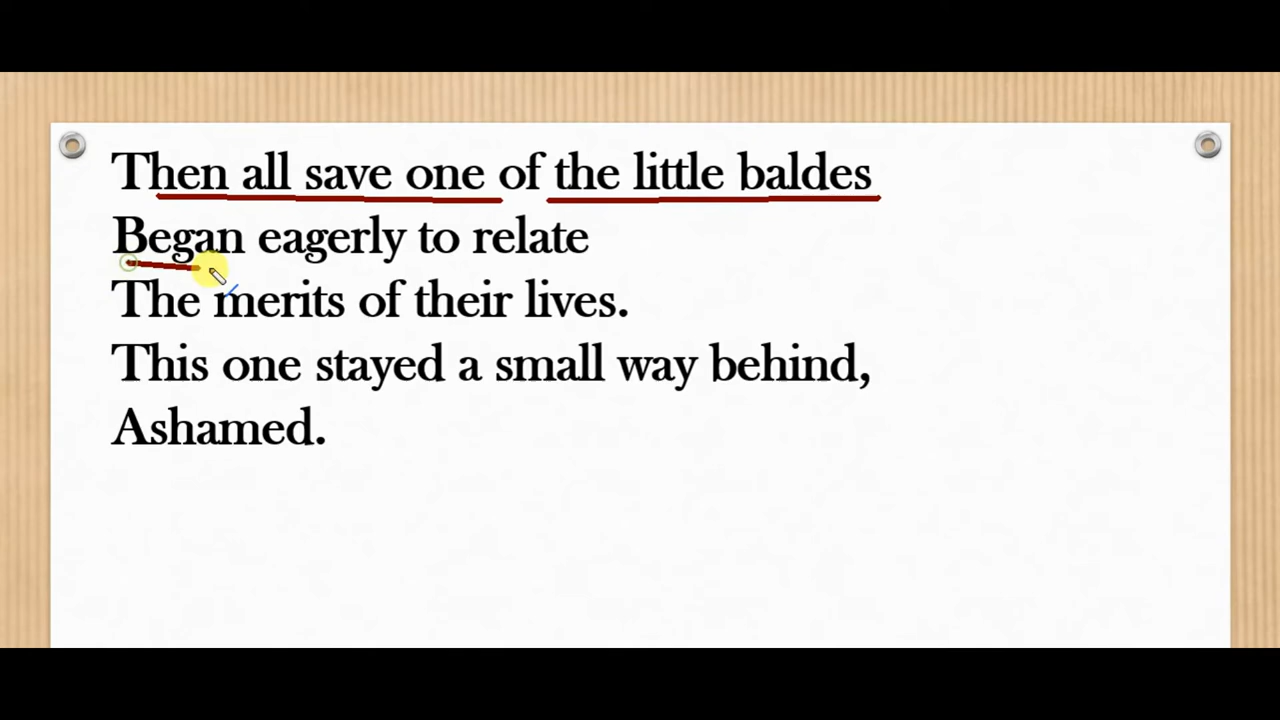 Then all save one of the little baldes
Began eagerly to relate
The merits of their lives.
This one stayed a small way behind,
Ashamed.